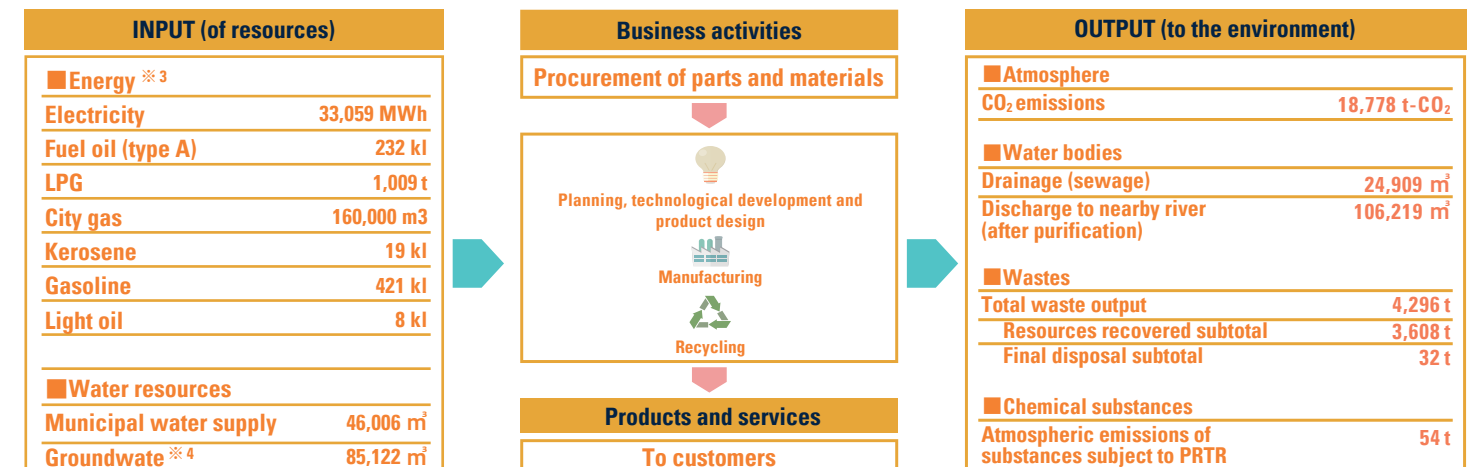 INPUT (of resources)
■Energy ※3
Electricity 33,059 MWh
Fuel oil (type A) 232 kl
LPG 1,009 t
City gas 160,000 m3
Kerosene 19 kl
Gasoline 421 kl
Light oil 8 kl
■Water resources
Municipal water supply 46,006 ㎥
Groundwate ※4 85,122 ㎥
Business activities
Procurement of parts and materials
Planning, technological development and
product design
Manufacturing
Recycling
Products and services
To customers
OUTPUT (to the environment)
■Atmosphere
CO₂ emissions 18,778 t-CO₂
■Water bodies
Drainage (sewage) 24,909 ㎥
Discharge to nearby river 106,219 ㎥
(after purification)
■Wastes
Total waste output 4,296 t
Resources recovered subtotal 3,608 t
Final disposal subtotal 32 t
■Chemical substances
Atmospheric emissions of 54 t
substances subject to PRTR